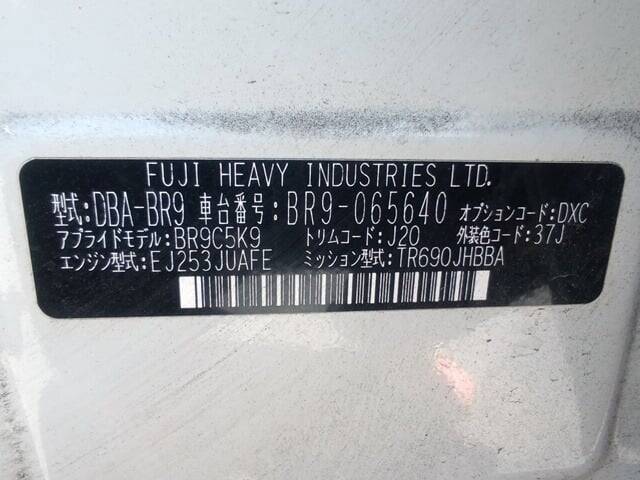 FUJI HEAVY INDUSTRIES LTD.
型式:DBA-BR9 車台番号:BR9-065640 オプションコード:DXC
アプライドモデル:BR9C5K9 トリムコード:J20 外装色コード:37J
エンジン型式:EJ253JUAFE ミッション型式:TR690JHBBA